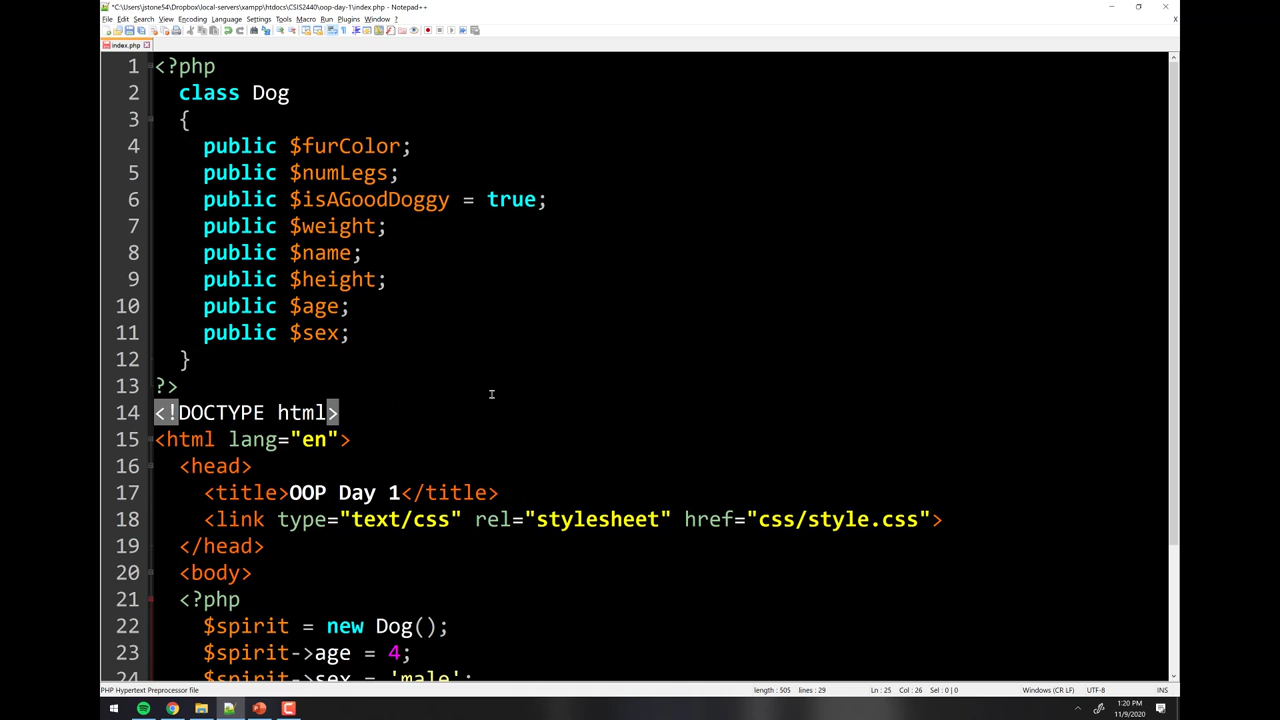 *C:\Users\jstone54\Dropbox\local-servers\xampp\htdocs\CSIS2440\oop-day-1\index.php - Notepad++
File Edit Search View Encoding Language Settings Tools Macro Run Plugins Window ?
X
index.php
1 <?php
2 class Dog
3 {
4 public $furColor;
5 public $numLegs;
6 public $isAGoodDoggy = true;
7 public $weight;
8 public $name;
9 public $height;
10 public $age;
11 public $sex;
12 }
13 ?>
14 <!DOCTYPE html>
15 <html lang="en">
16 <head>
17 <title>OOP Day 1</title>
18 <link type="text/css" rel="stylesheet" href="css/style.css">
19 </head>
20 <body>
21 <?php
22 $spirit = new Dog();
23 $spirit->age = 4;
24 $spirit->sex = 'male';
PHP Hypertext Preprocessor file length : 505 lines : 29 Ln : 25 Col : 26 Sel : 0 | 0 Windows (CR LF) UTF-8 INS
1:20 PM
11/9/2020